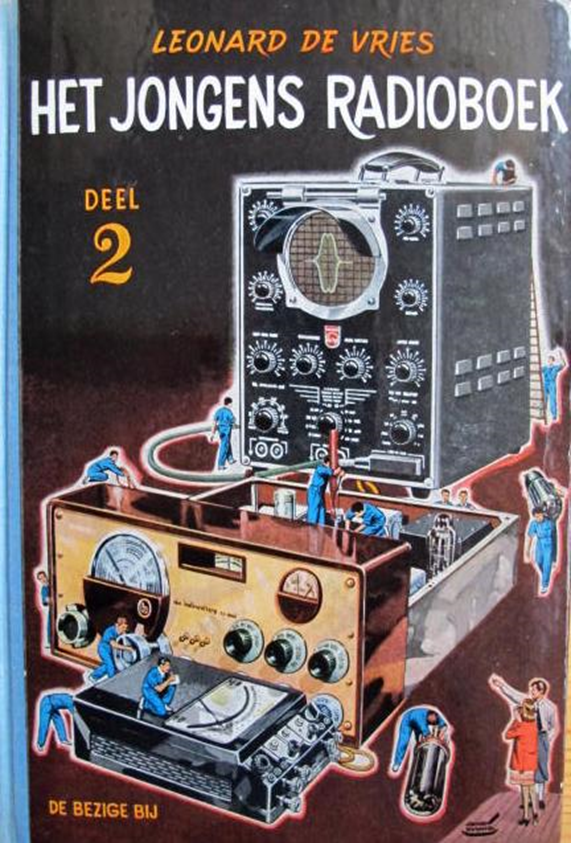 LEONARD DE VRIES
HET JONGENS RADIOBOEK
DEEL
2
DE BEZIGE BIJ